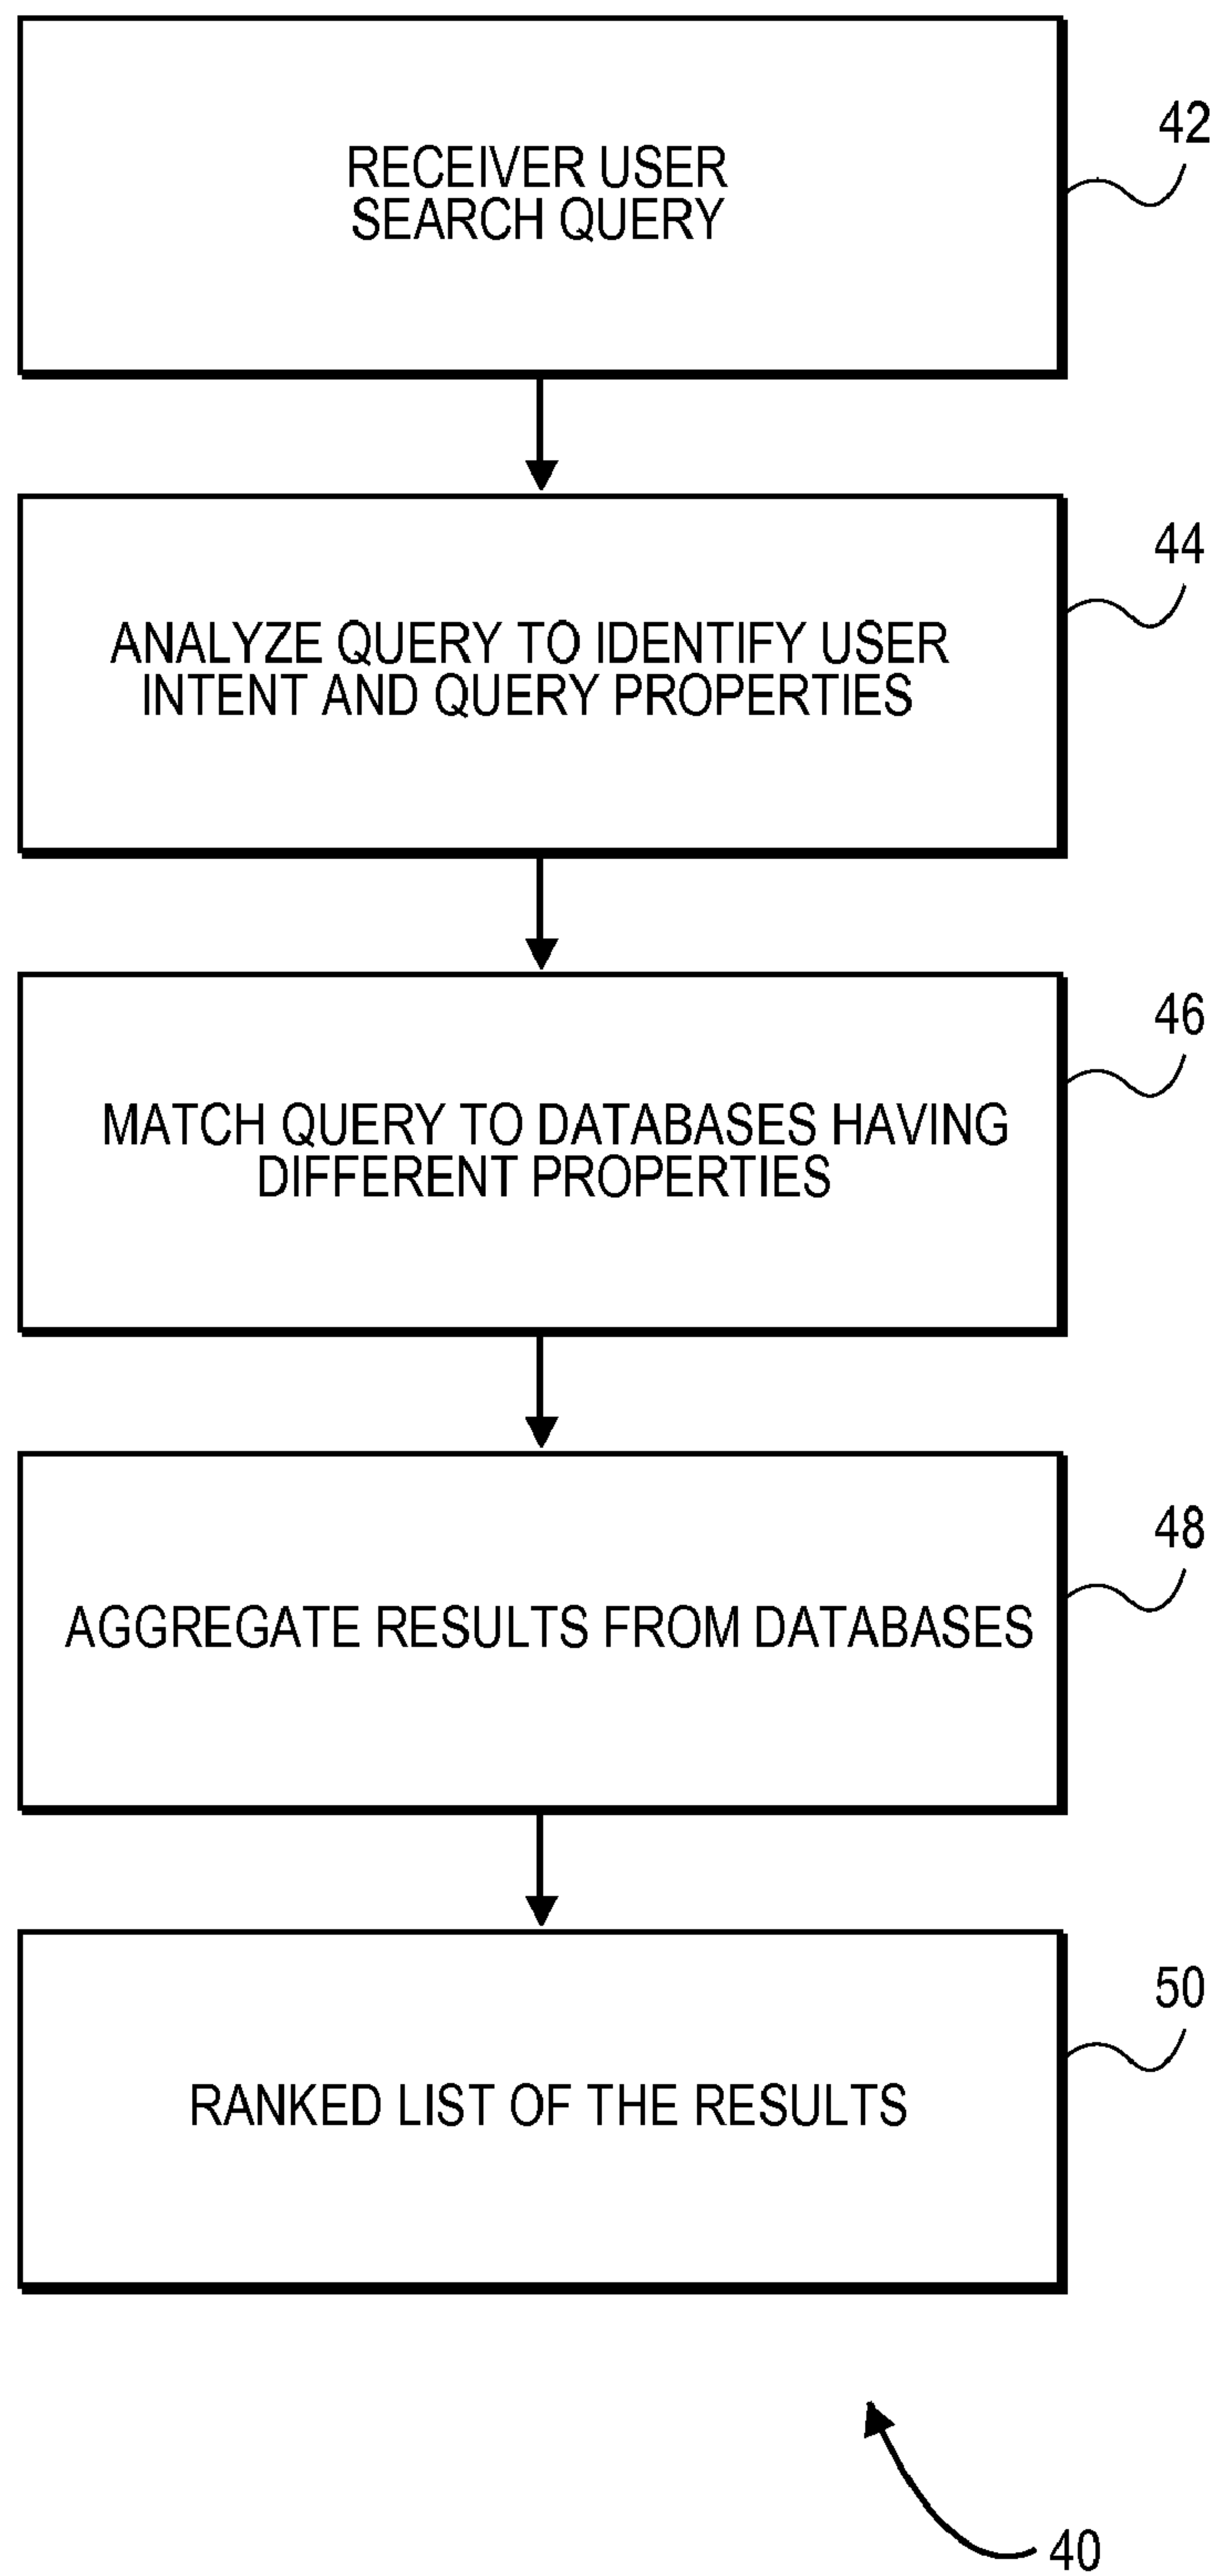 RECEIVER USER
SEARCH QUERY
42
ANALYZE QUERY TO IDENTIFY USER
INTENT AND QUERY PROPERTIES
44
MATCH QUERY TO DATABASES HAVING
DIFFERENT PROPERTIES
46
AGGREGATE RESULTS FROM DATABASES
48
RANKED LIST OF THE RESULTS
50
40